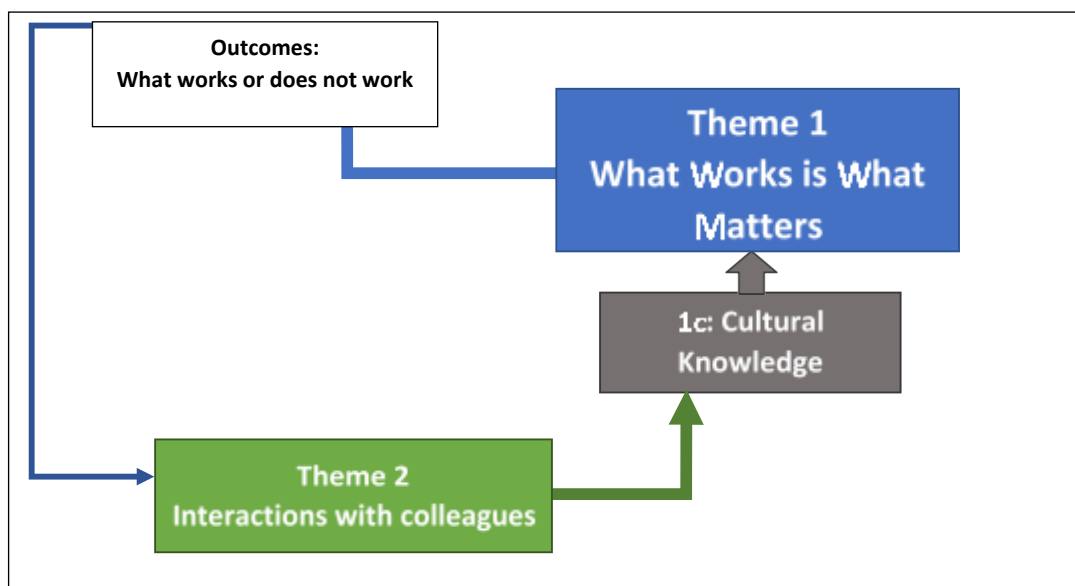 Outcomes:
What works or does not work
Theme 1
What Works is What
Matters
1c: Cultural
Knowledge
Theme 2
Interactions with colleagues